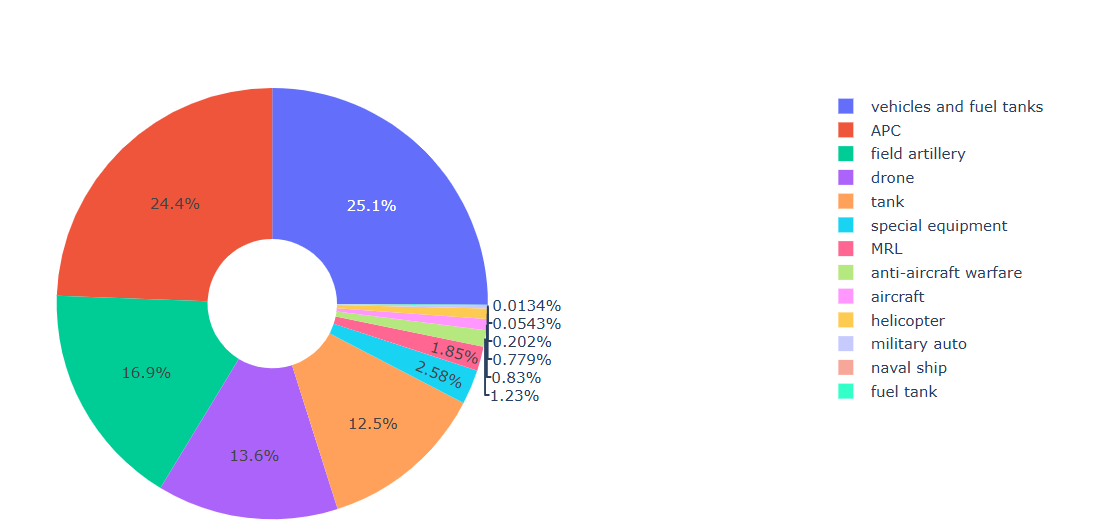 25.1%
24.4%
16.9%
13.6%
12.5%
2.58%
1.85%
0.0134%
0.0543%
0.202%
0.779%
0.83%
1.23%
vehicles and fuel tanks
APC
field artillery
drone
tank
special equipment
MRL
anti-aircraft warfare
aircraft
helicopter
military auto
naval ship
fuel tank